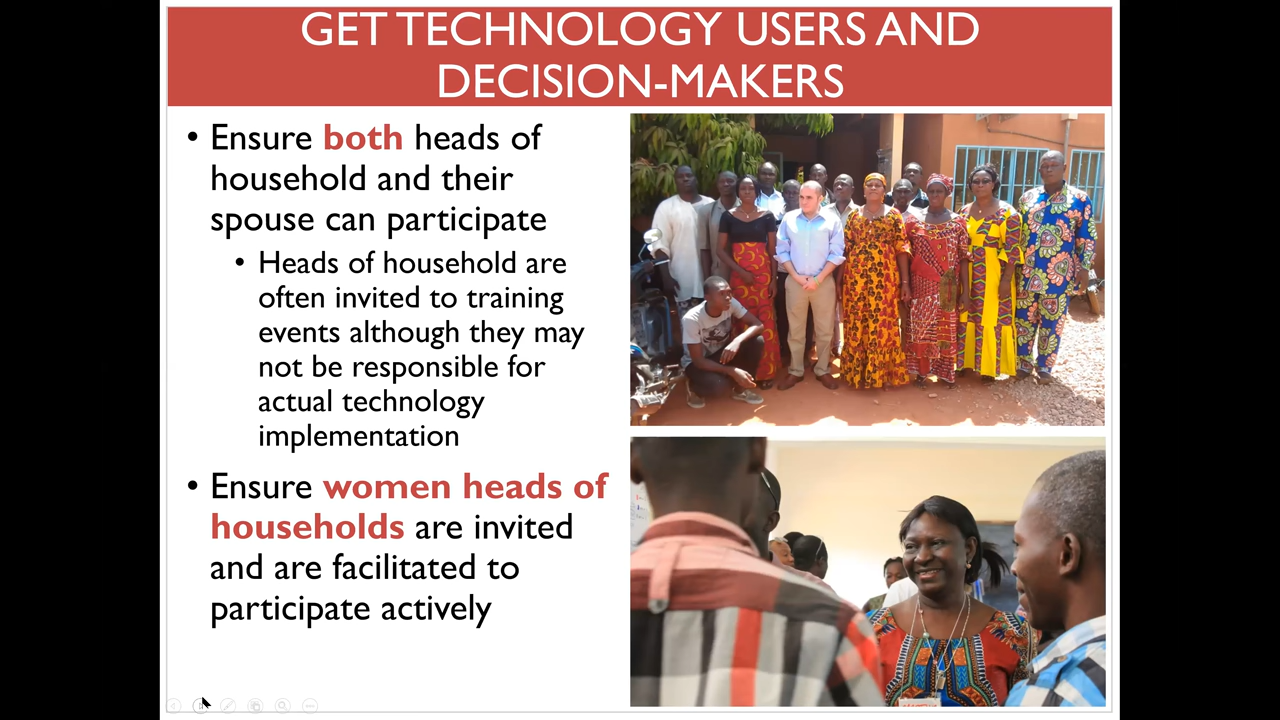 GET TECHNOLOGY USERS AND
DECISION-MAKERS
• Ensure both heads of
household and their
spouse can participate
• Heads of household are
often invited to training
events although they may
not be responsible for
actual technology
implementation
• Ensure women heads of
households are invited
and are facilitated to
participate actively